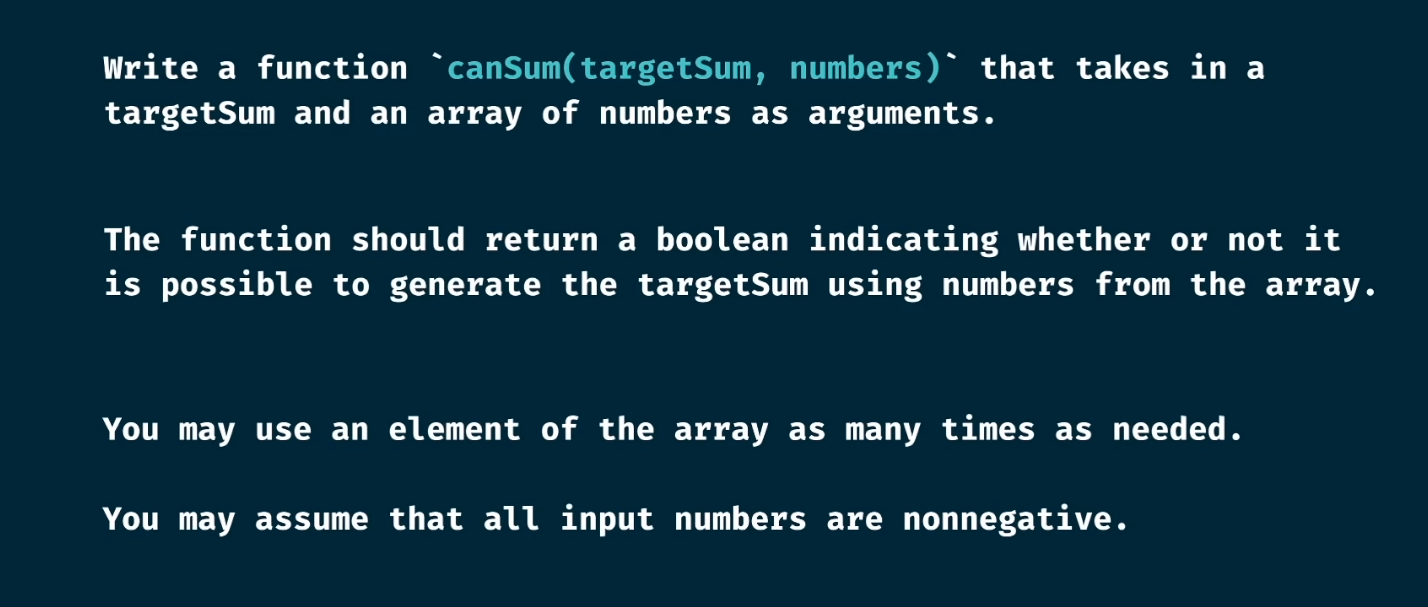 Write a function `canSum(targetSum, numbers)` that takes in a
targetSum and an array of numbers as arguments.
The function should return a boolean indicating whether or not it
is possible to generate the targetSum using numbers from the array.
You may use an element of the array as many times as needed.
You may assume that all input numbers are nonnegative.